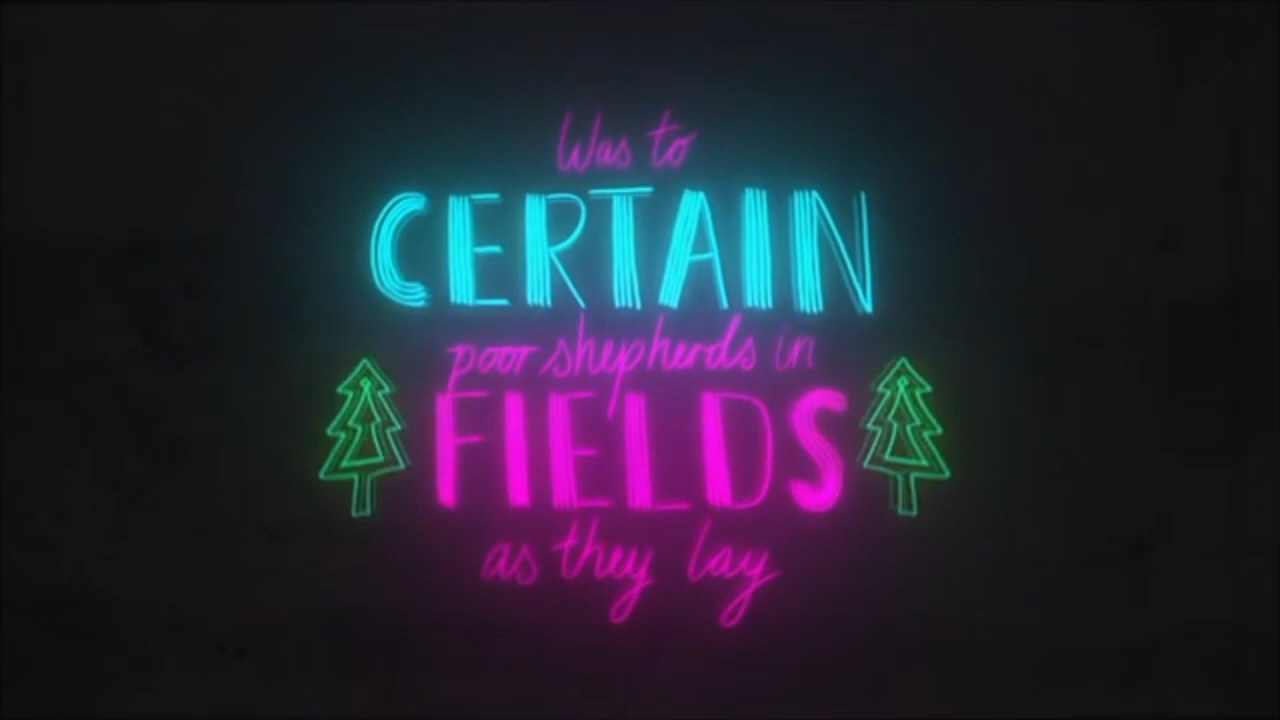 Was to
CERTAIN
poor shepherds in
FIELDS
as they lay